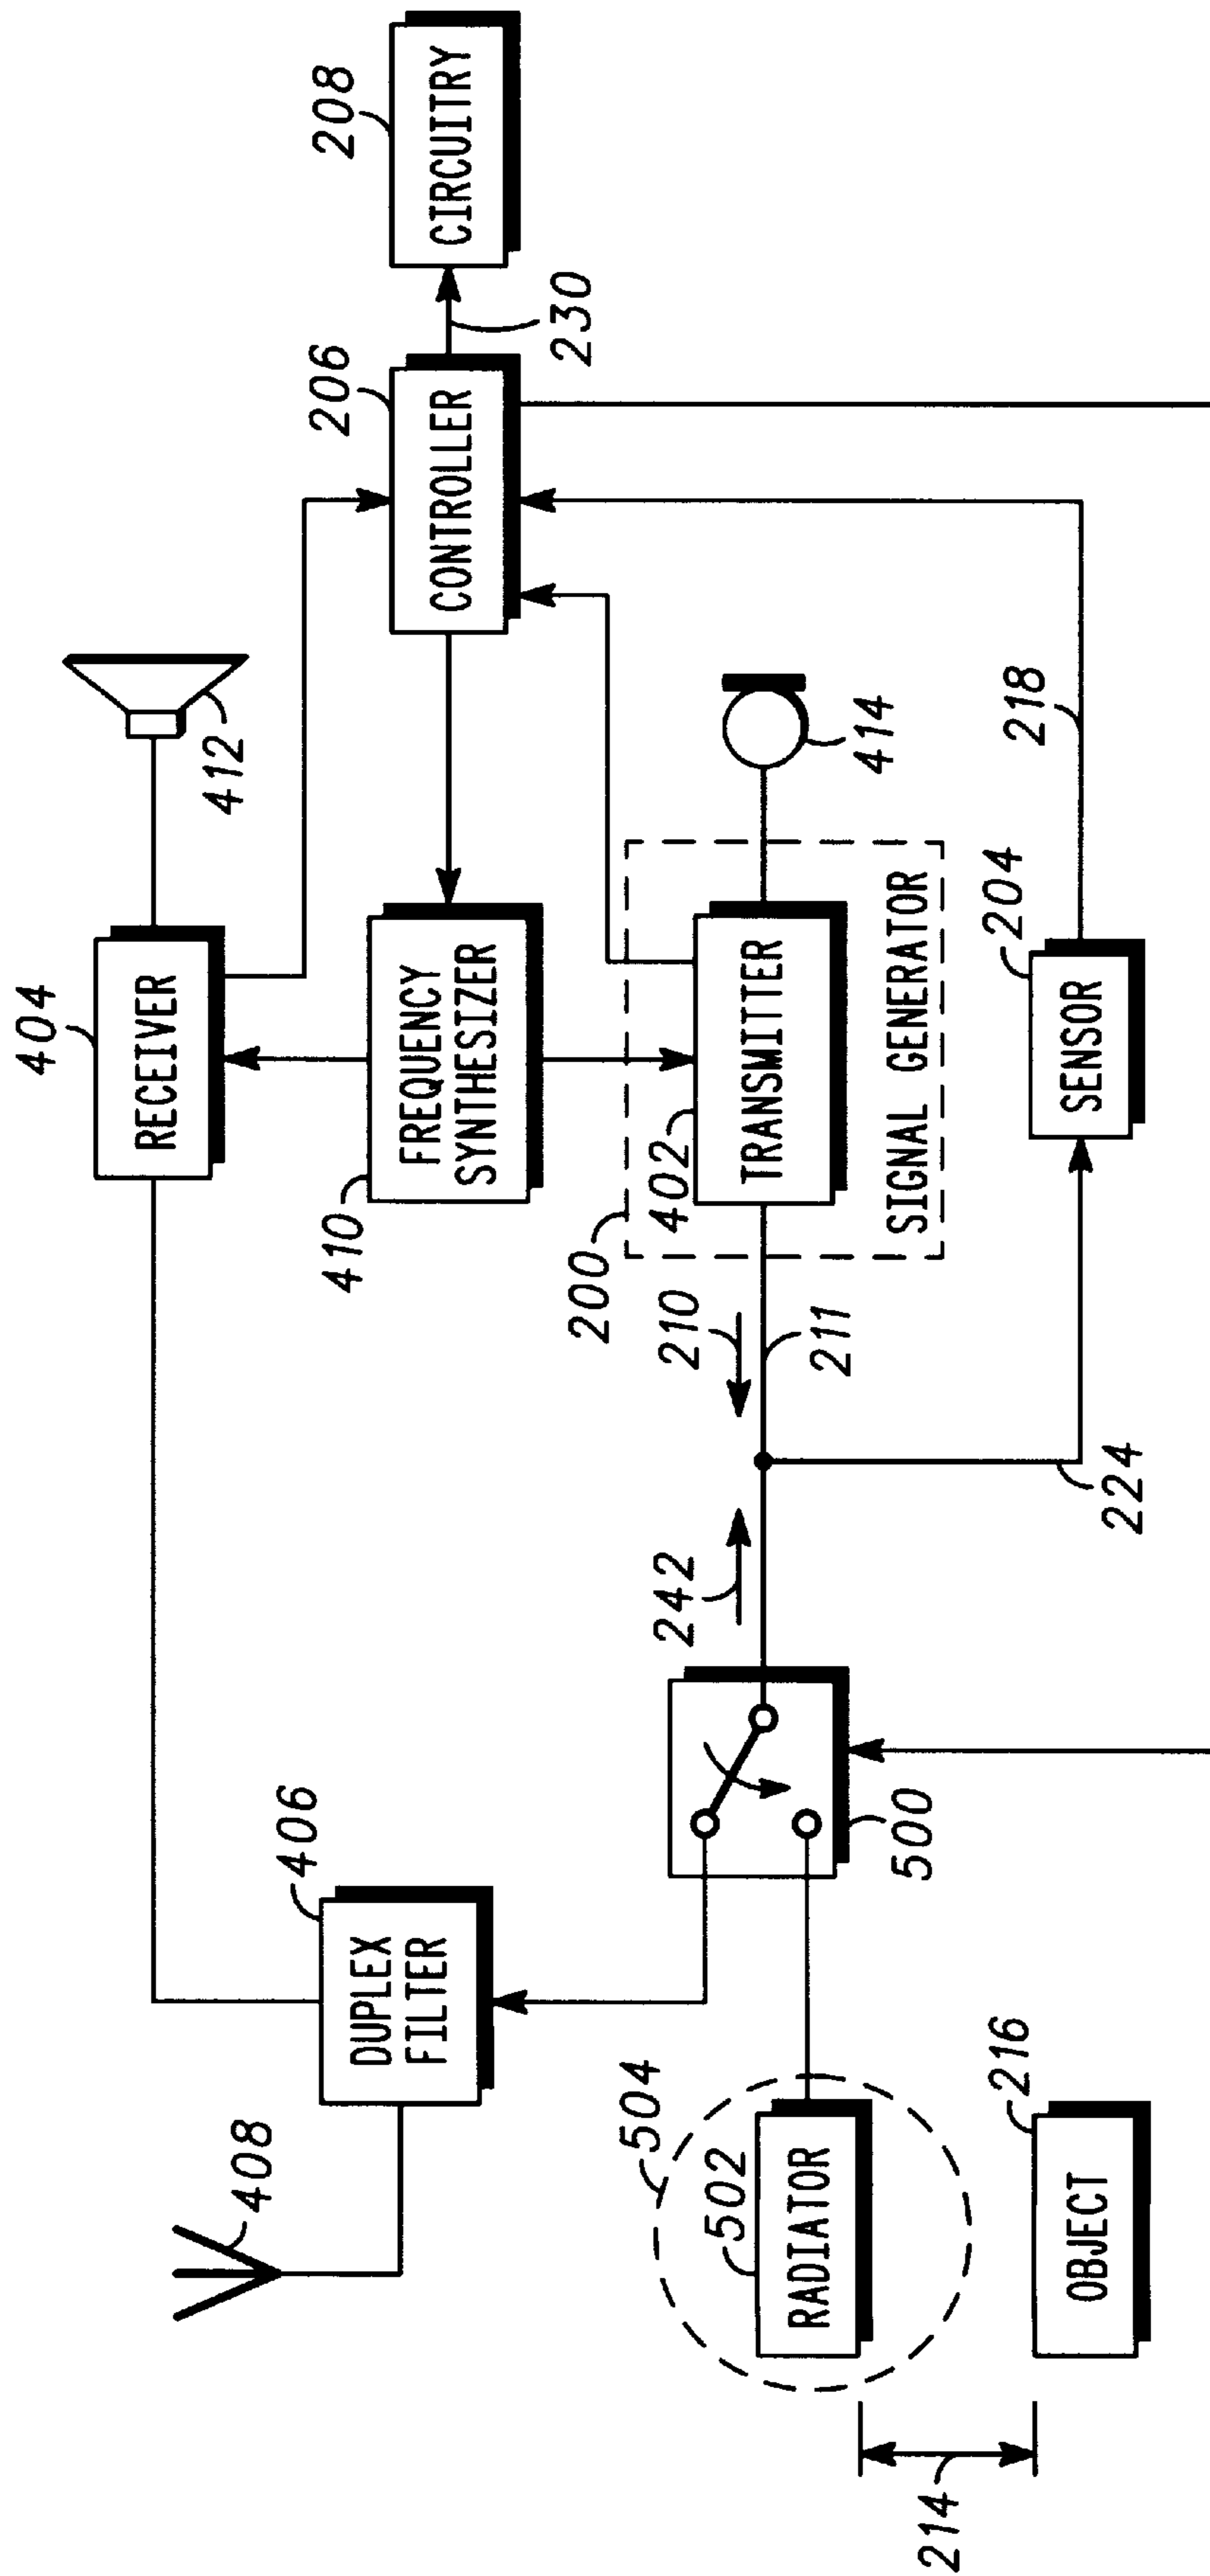 408
406
DUPLEX
FILTER
404
RECEIVER
412
410
FREQUENCY
SYNTHESIZER
206
CONTROLLER
230
208
CIRCUITRY
504
502
RADIATOR
500
242
210
211
200
402
TRANSMITTER
SIGNAL GENERATOR
414
214
216
OBJECT
224
204
SENSOR
218